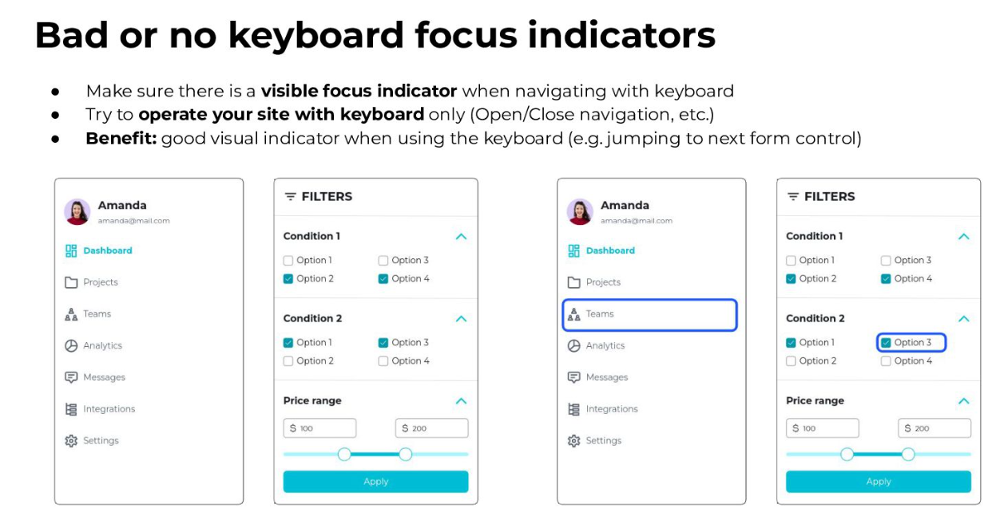 Bad or no keyboard focus indicators
● Make sure there is a visible focus indicator when navigating with keyboard
● Try to operate your site with keyboard only (Open/Close navigation, etc.)
● Benefit: good visual indicator when using the keyboard (e.g. jumping to next form control)
Amanda
amanda@mail.com
Dashboard
Projects
Teams
Analytics
Messages
Integrations
Settings
FILTERS
Condition 1
Option 1 Option 3
Option 2 Option 4
Condition 2
Option 1 Option 3
Option 2 Option 4
Price range
$ 100 $ 200
Apply
Amanda
amanda@mail.com
Dashboard
Projects
Teams
Analytics
Messages
Integrations
Settings
FILTERS
Condition 1
Option 1 Option 3
Option 2 Option 4
Condition 2
Option 1 Option 3
Option 2 Option 4
Price range
$ 100 $ 200
Apply